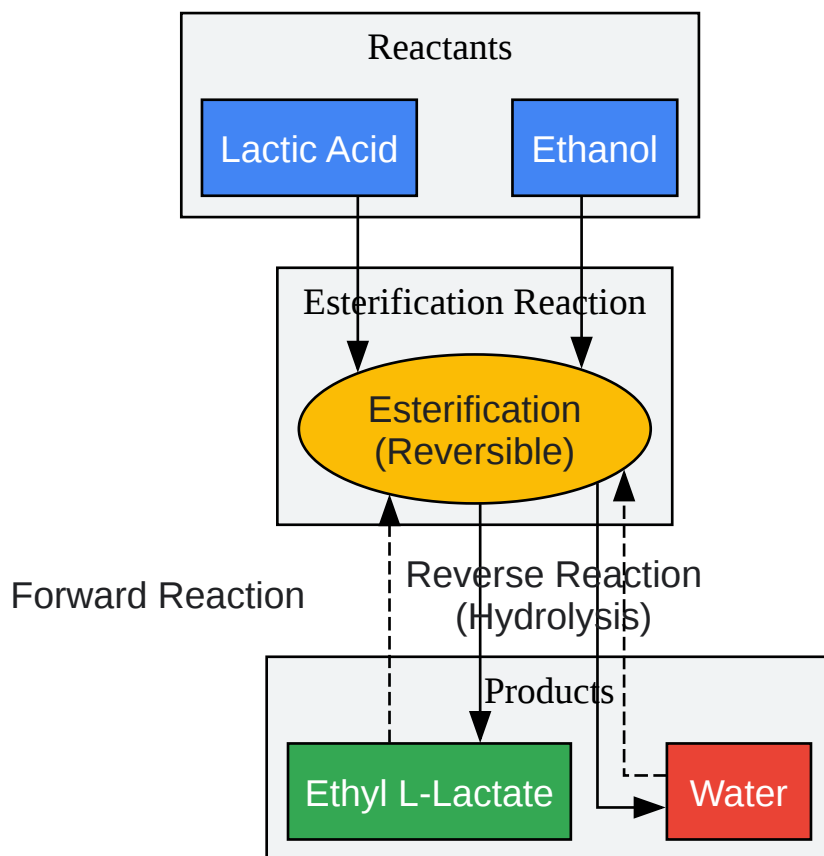 Reactants
Lactic Acid
Ethanol
Esterification Reaction
Esterification
(Reversible)
Forward Reaction
Reverse Reaction
(Hydrolysis)
Products
Ethyl L-Lactate
Water